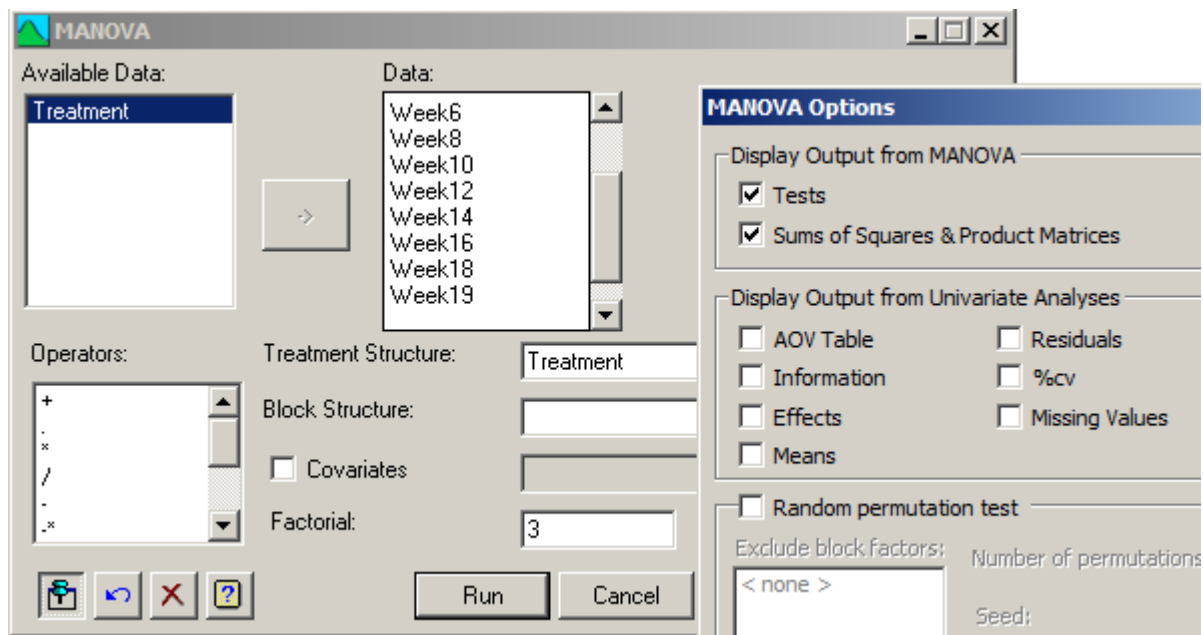 MANOVA
Available Data:
Treatment
Data:
Week6
Week8
Week10
Week12
Week14
Week16
Week18
Week19
->
Operators:
+
.
*
/
-
-*
Treatment Structure:
Treatment
Block Structure:
Covariates
Factorial:
3
?
Run
Cancel
MANOVA Options
Display Output from MANOVA
Tests
Sums of Squares & Product Matrices
Display Output from Univariate Analyses
AOV Table
Residuals
Information
%cv
Effects
Missing Values
Means
Random permutation test
Exclude block factors:
< none >
Number of permutations
Seed: